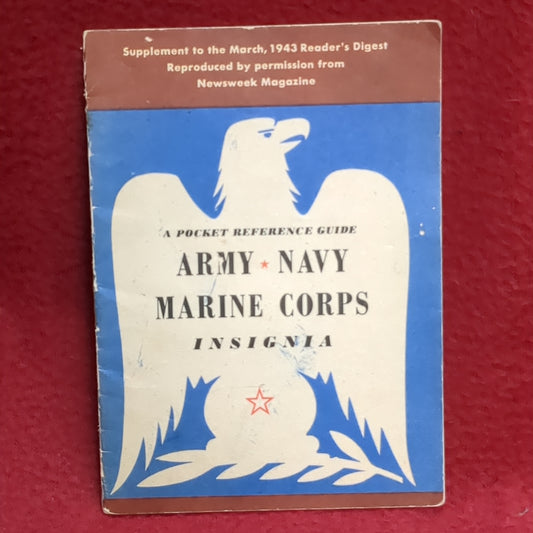 Supplement to the March, 1943 Reader's Digest
Reproduced by permission from
Newsweek Magazine
A POCKET REFERENCE GUIDE
ARMY ★ NAVY
MARINE CORPS
INSIGNIA